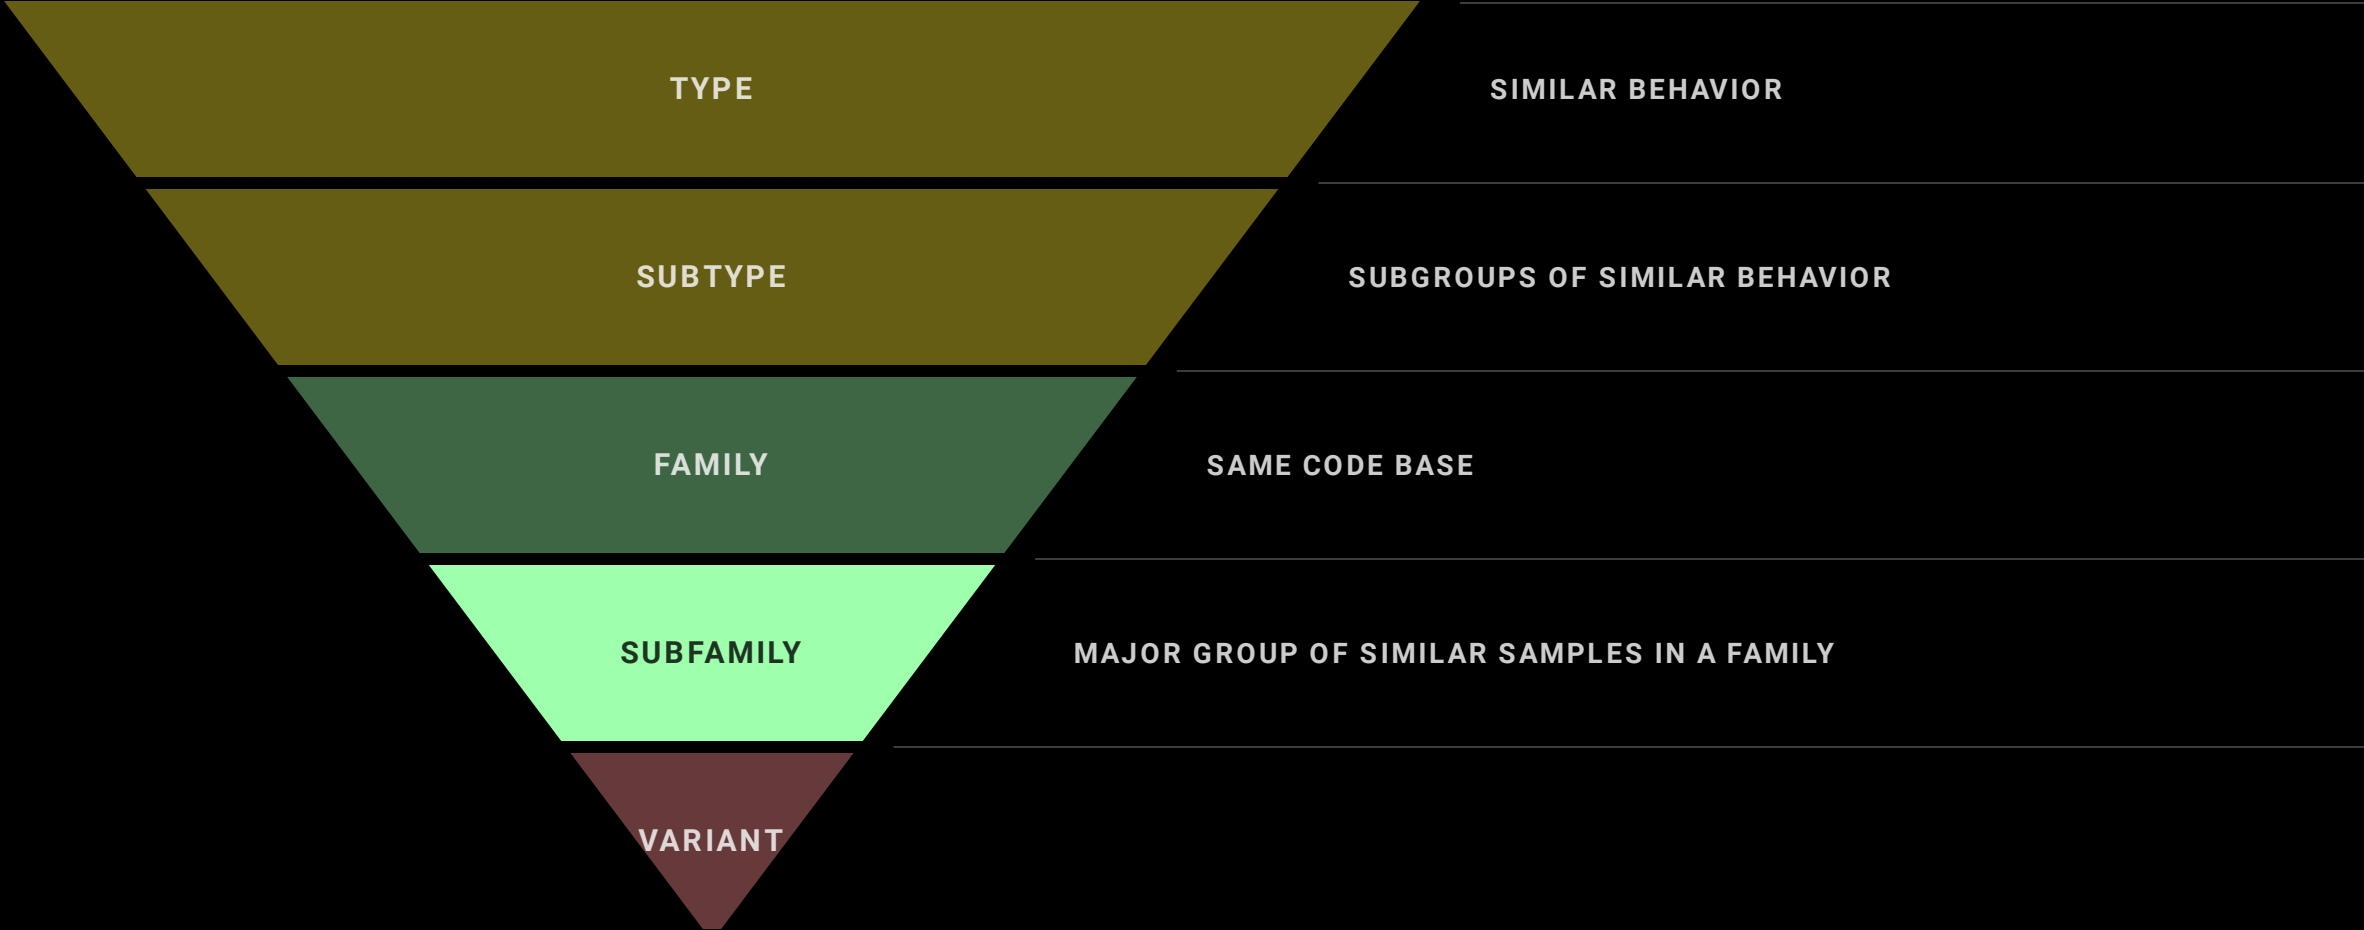 TYPE
SIMILAR BEHAVIOR
SUBTYPE
SUBGROUPS OF SIMILAR BEHAVIOR
FAMILY
SAME CODE BASE
SUBFAMILY
MAJOR GROUP OF SIMILAR SAMPLES IN A FAMILY
VARIANT